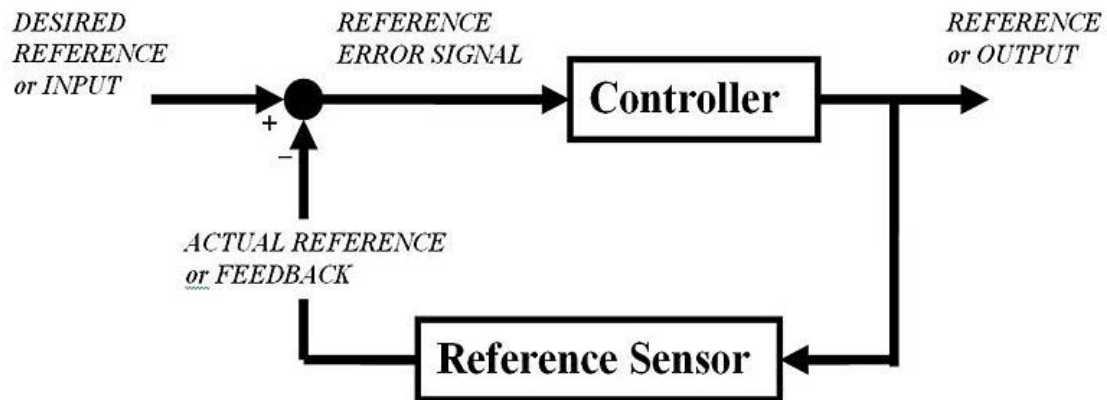 DESIRED
REFERENCE
or INPUT
REFERENCE
ERROR SIGNAL
REFERENCE
or OUTPUT
Controller
+
−
ACTUAL REFERENCE
or FEEDBACK
Reference Sensor